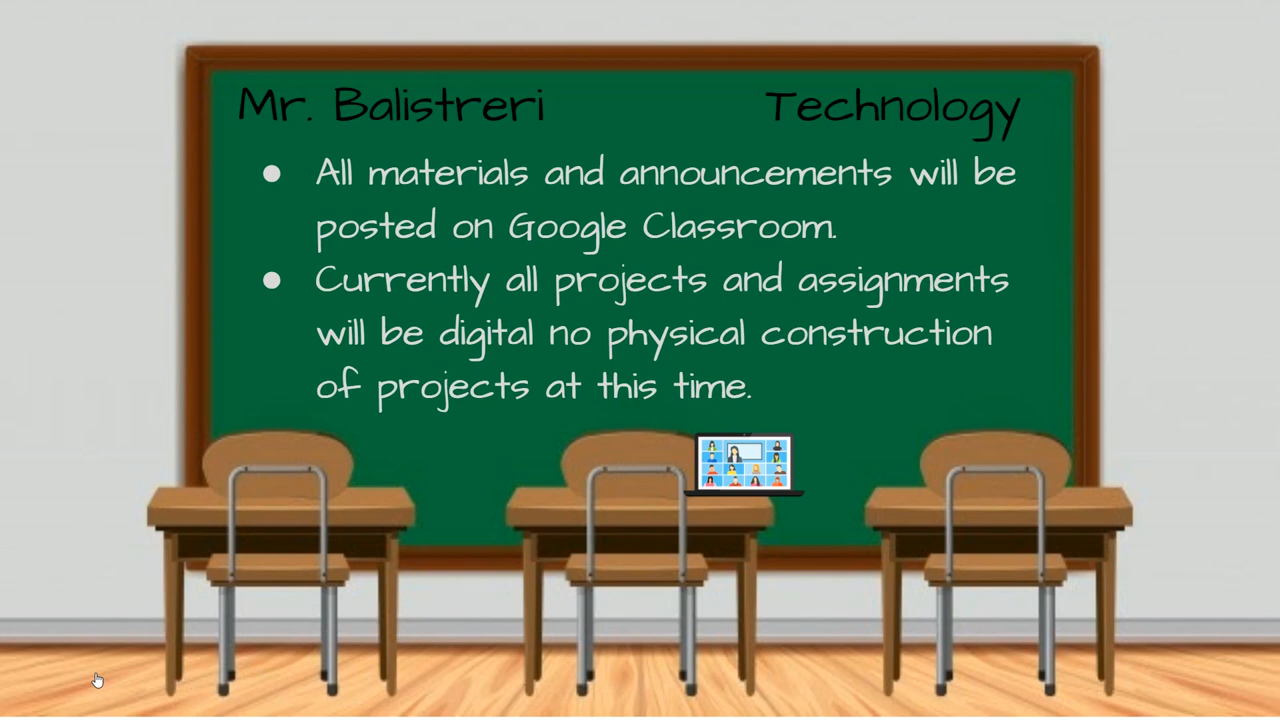 Mr. Balistreri Technology
● All materials and announcements will be
posted on Google Classroom.
● Currently all projects and assignments
will be digital no physical construction
of projects at this time.